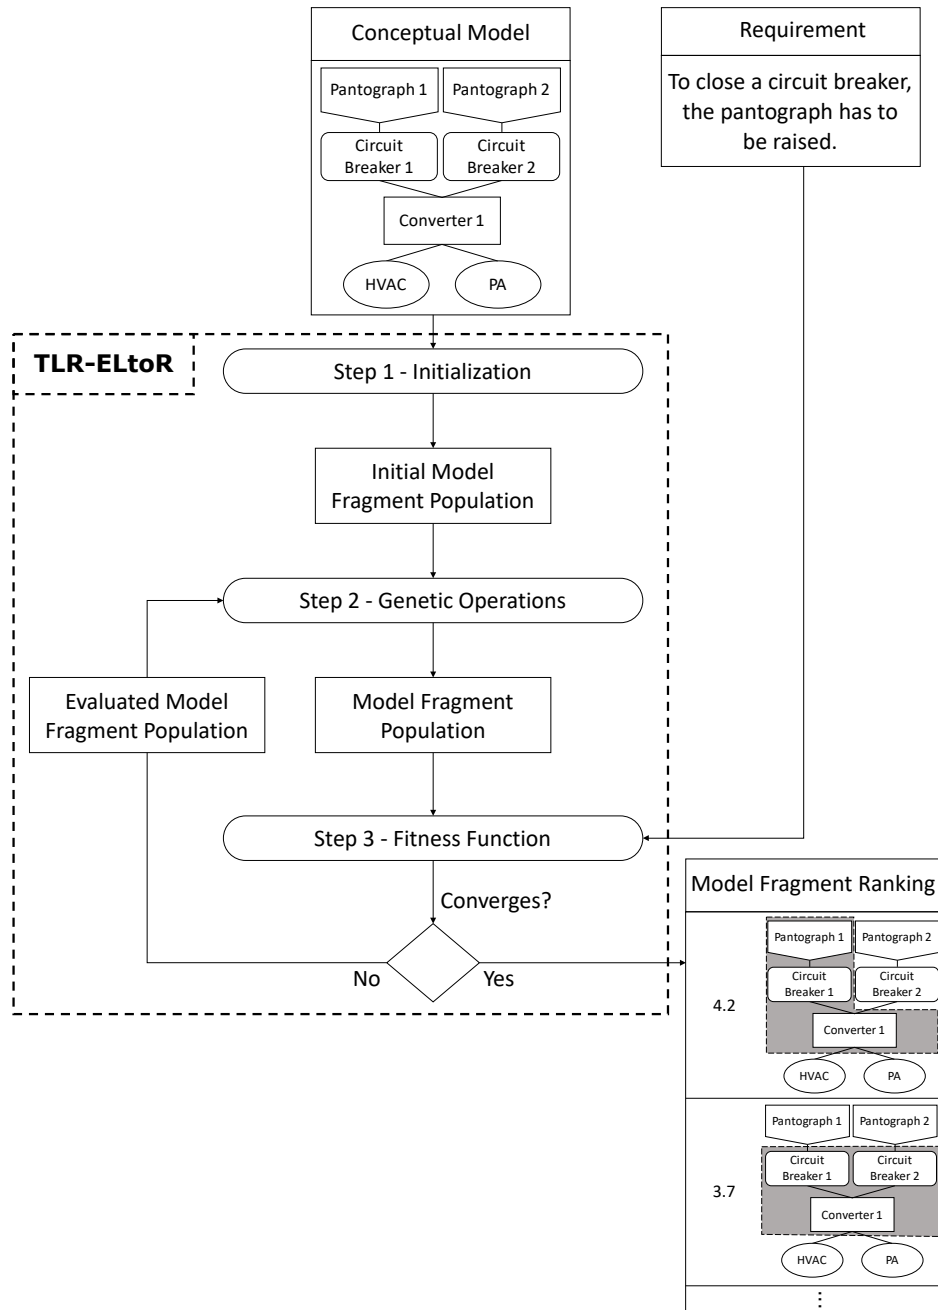 Conceptual Model
Pantograph 1
Pantograph 2
Circuit
Breaker 1
Circuit
Breaker 2
Converter 1
HVAC
PA
Requirement
To close a circuit breaker,
the pantograph has to
be raised.
TLR-ELtoR
Step 1 - Initialization
Initial Model
Fragment Population
Step 2 - Genetic Operations
Evaluated Model
Fragment Population
Model Fragment
Population
Step 3 - Fitness Function
Converges?
No
Yes
Model Fragment Ranking
4.2
Pantograph 1
Pantograph 2
Circuit
Breaker 1
Circuit
Breaker 2
Converter 1
HVAC
PA
3.7
Pantograph 1
Pantograph 2
Circuit
Breaker 1
Circuit
Breaker 2
Converter 1
HVAC
PA
⋮